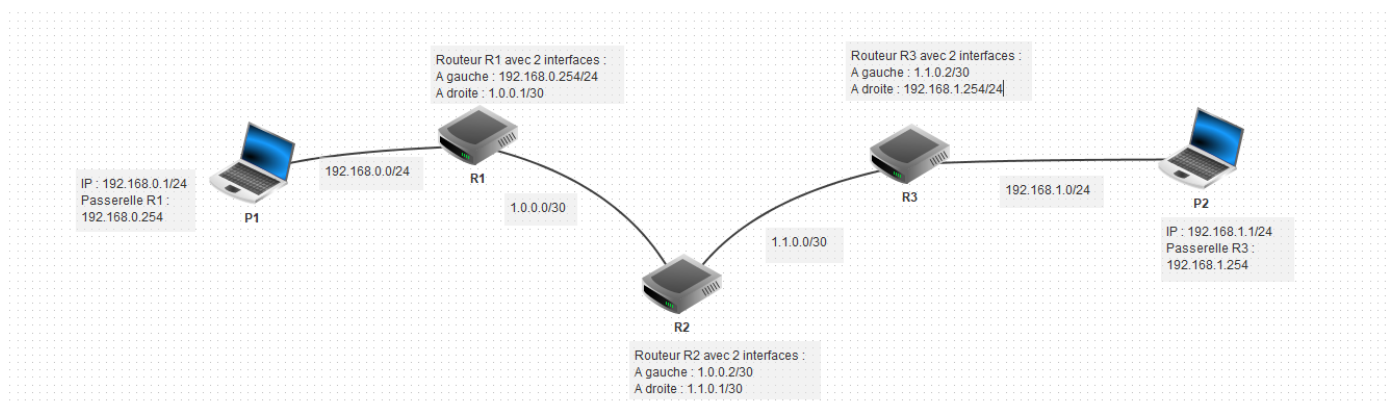 Routeur R1 avec 2 interfaces :
A gauche : 192.168.0.254/24
A droite : 1.0.0.1/30
Routeur R3 avec 2 interfaces :
A gauche : 1.1.0.2/30
A droite : 192.168.1.254/24
IP : 192.168.0.1/24
Passerelle R1 :
192.168.0.254
P1
192.168.0.0/24
R1
1.0.0.0/30
R2
1.1.0.0/30
R3
192.168.1.0/24
P2
IP : 192.168.1.1/24
Passerelle R3 :
192.168.1.254
Routeur R2 avec 2 interfaces :
A gauche : 1.0.0.2/30
A droite : 1.1.0.1/30